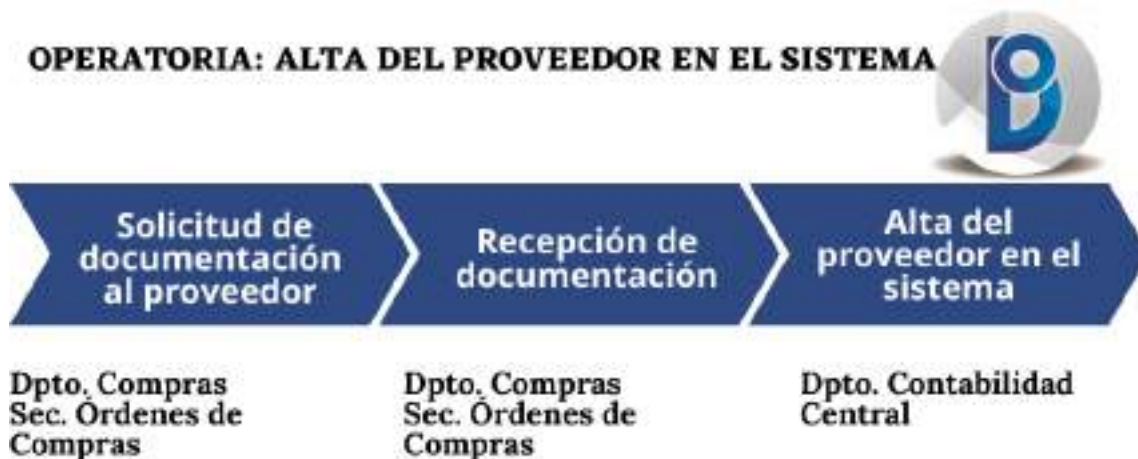 OPERATORIA: ALTA DEL PROVEEDOR EN EL SISTEMA
Solicitud de
documentación
al proveedor
Recepción de
documentación
Alta del
proveedor en el
sistema
Dpto. Compras
Sec. Órdenes de
Compras
Dpto. Compras
Sec. Órdenes de
Compras
Dpto. Contabilidad
Central